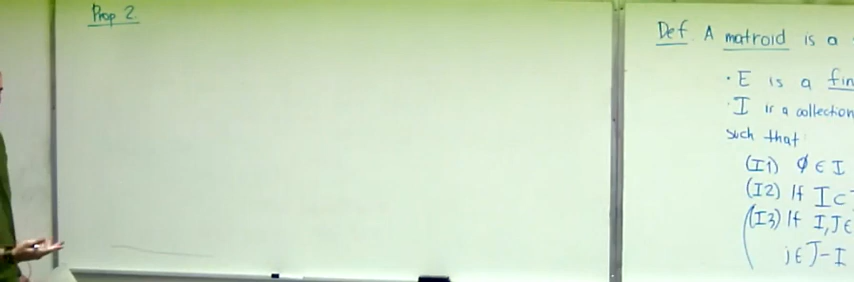 Prop 2.
Def. A matroid is a
• E is a fin
• I is a collection
such that
(I1) ∅ ∈ I
(I2) If I ⊂
(I3) If I, J ∈
j ∈ J - I